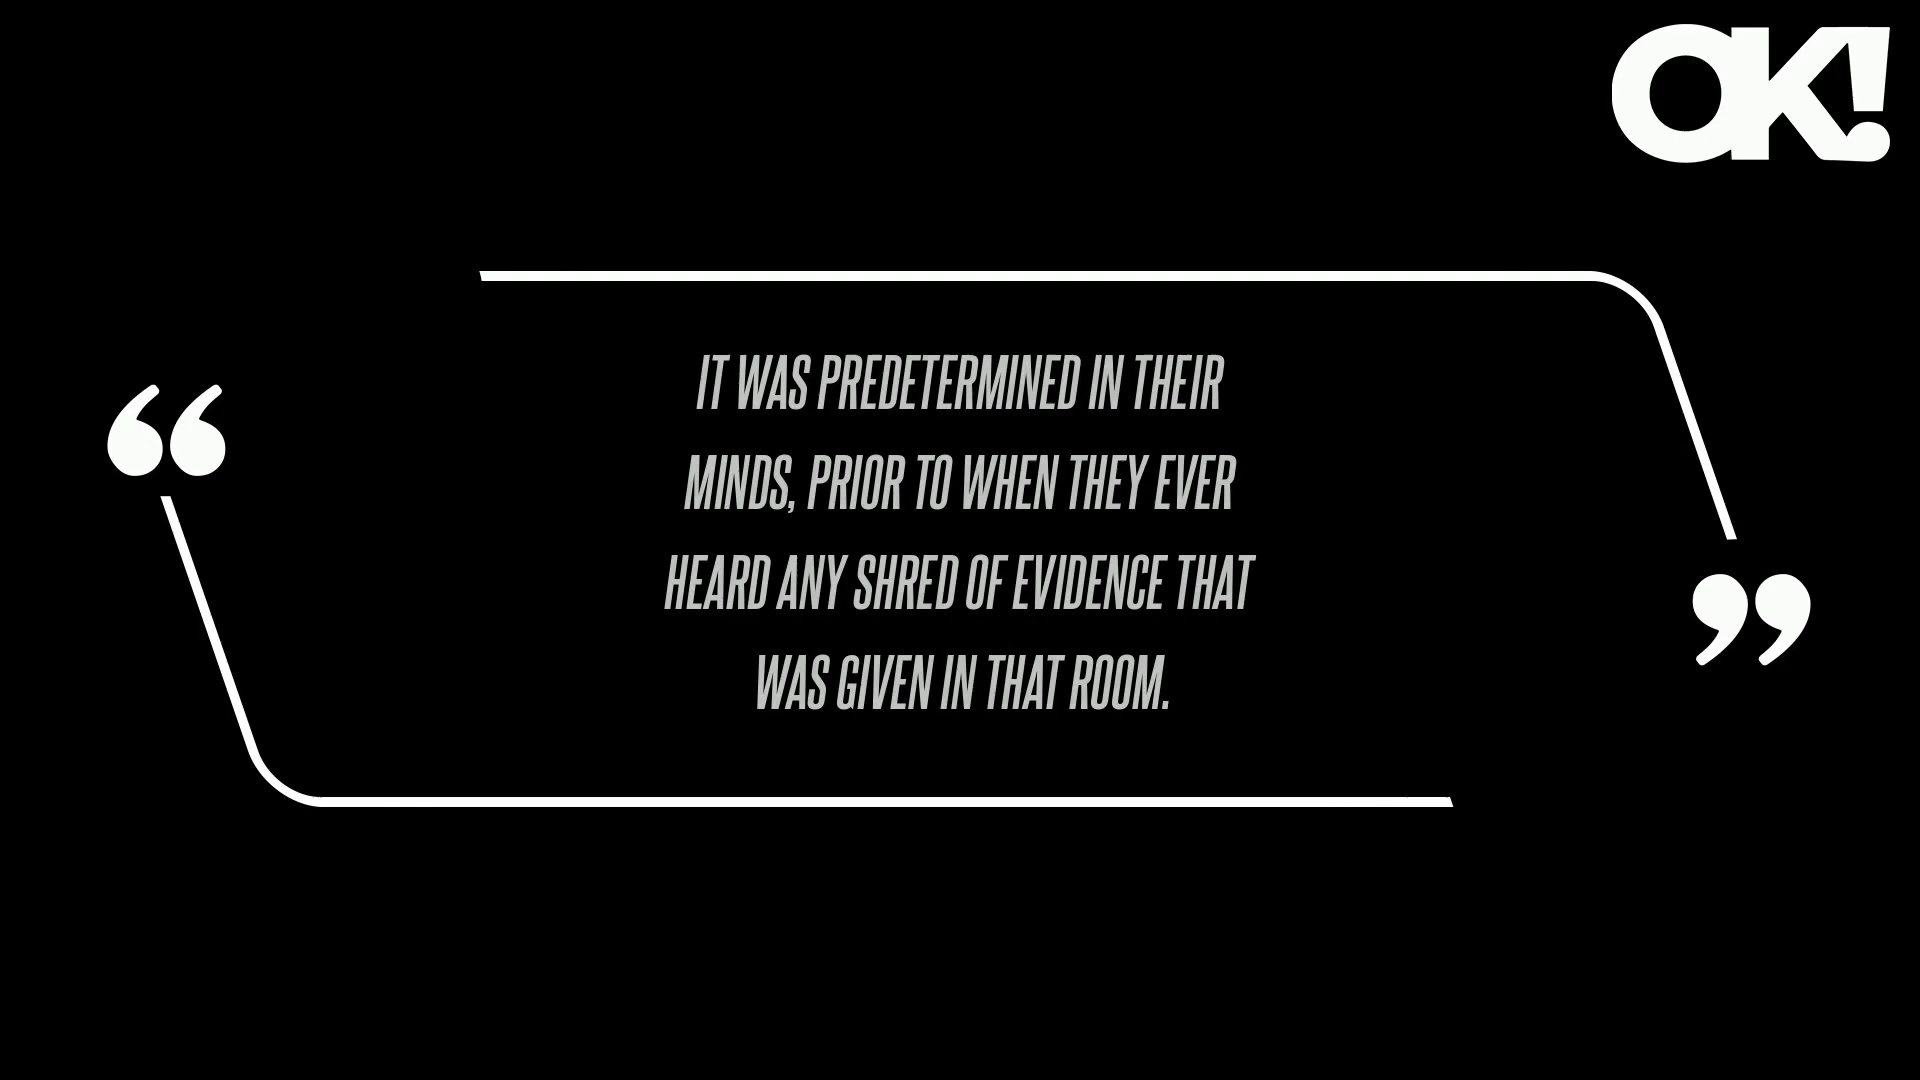 OK!
“
IT WAS PREDETERMINED IN THEIR
MINDS, PRIOR TO WHEN THEY EVER
HEARD ANY SHRED OF EVIDENCE THAT
WAS GIVEN IN THAT ROOM.
”